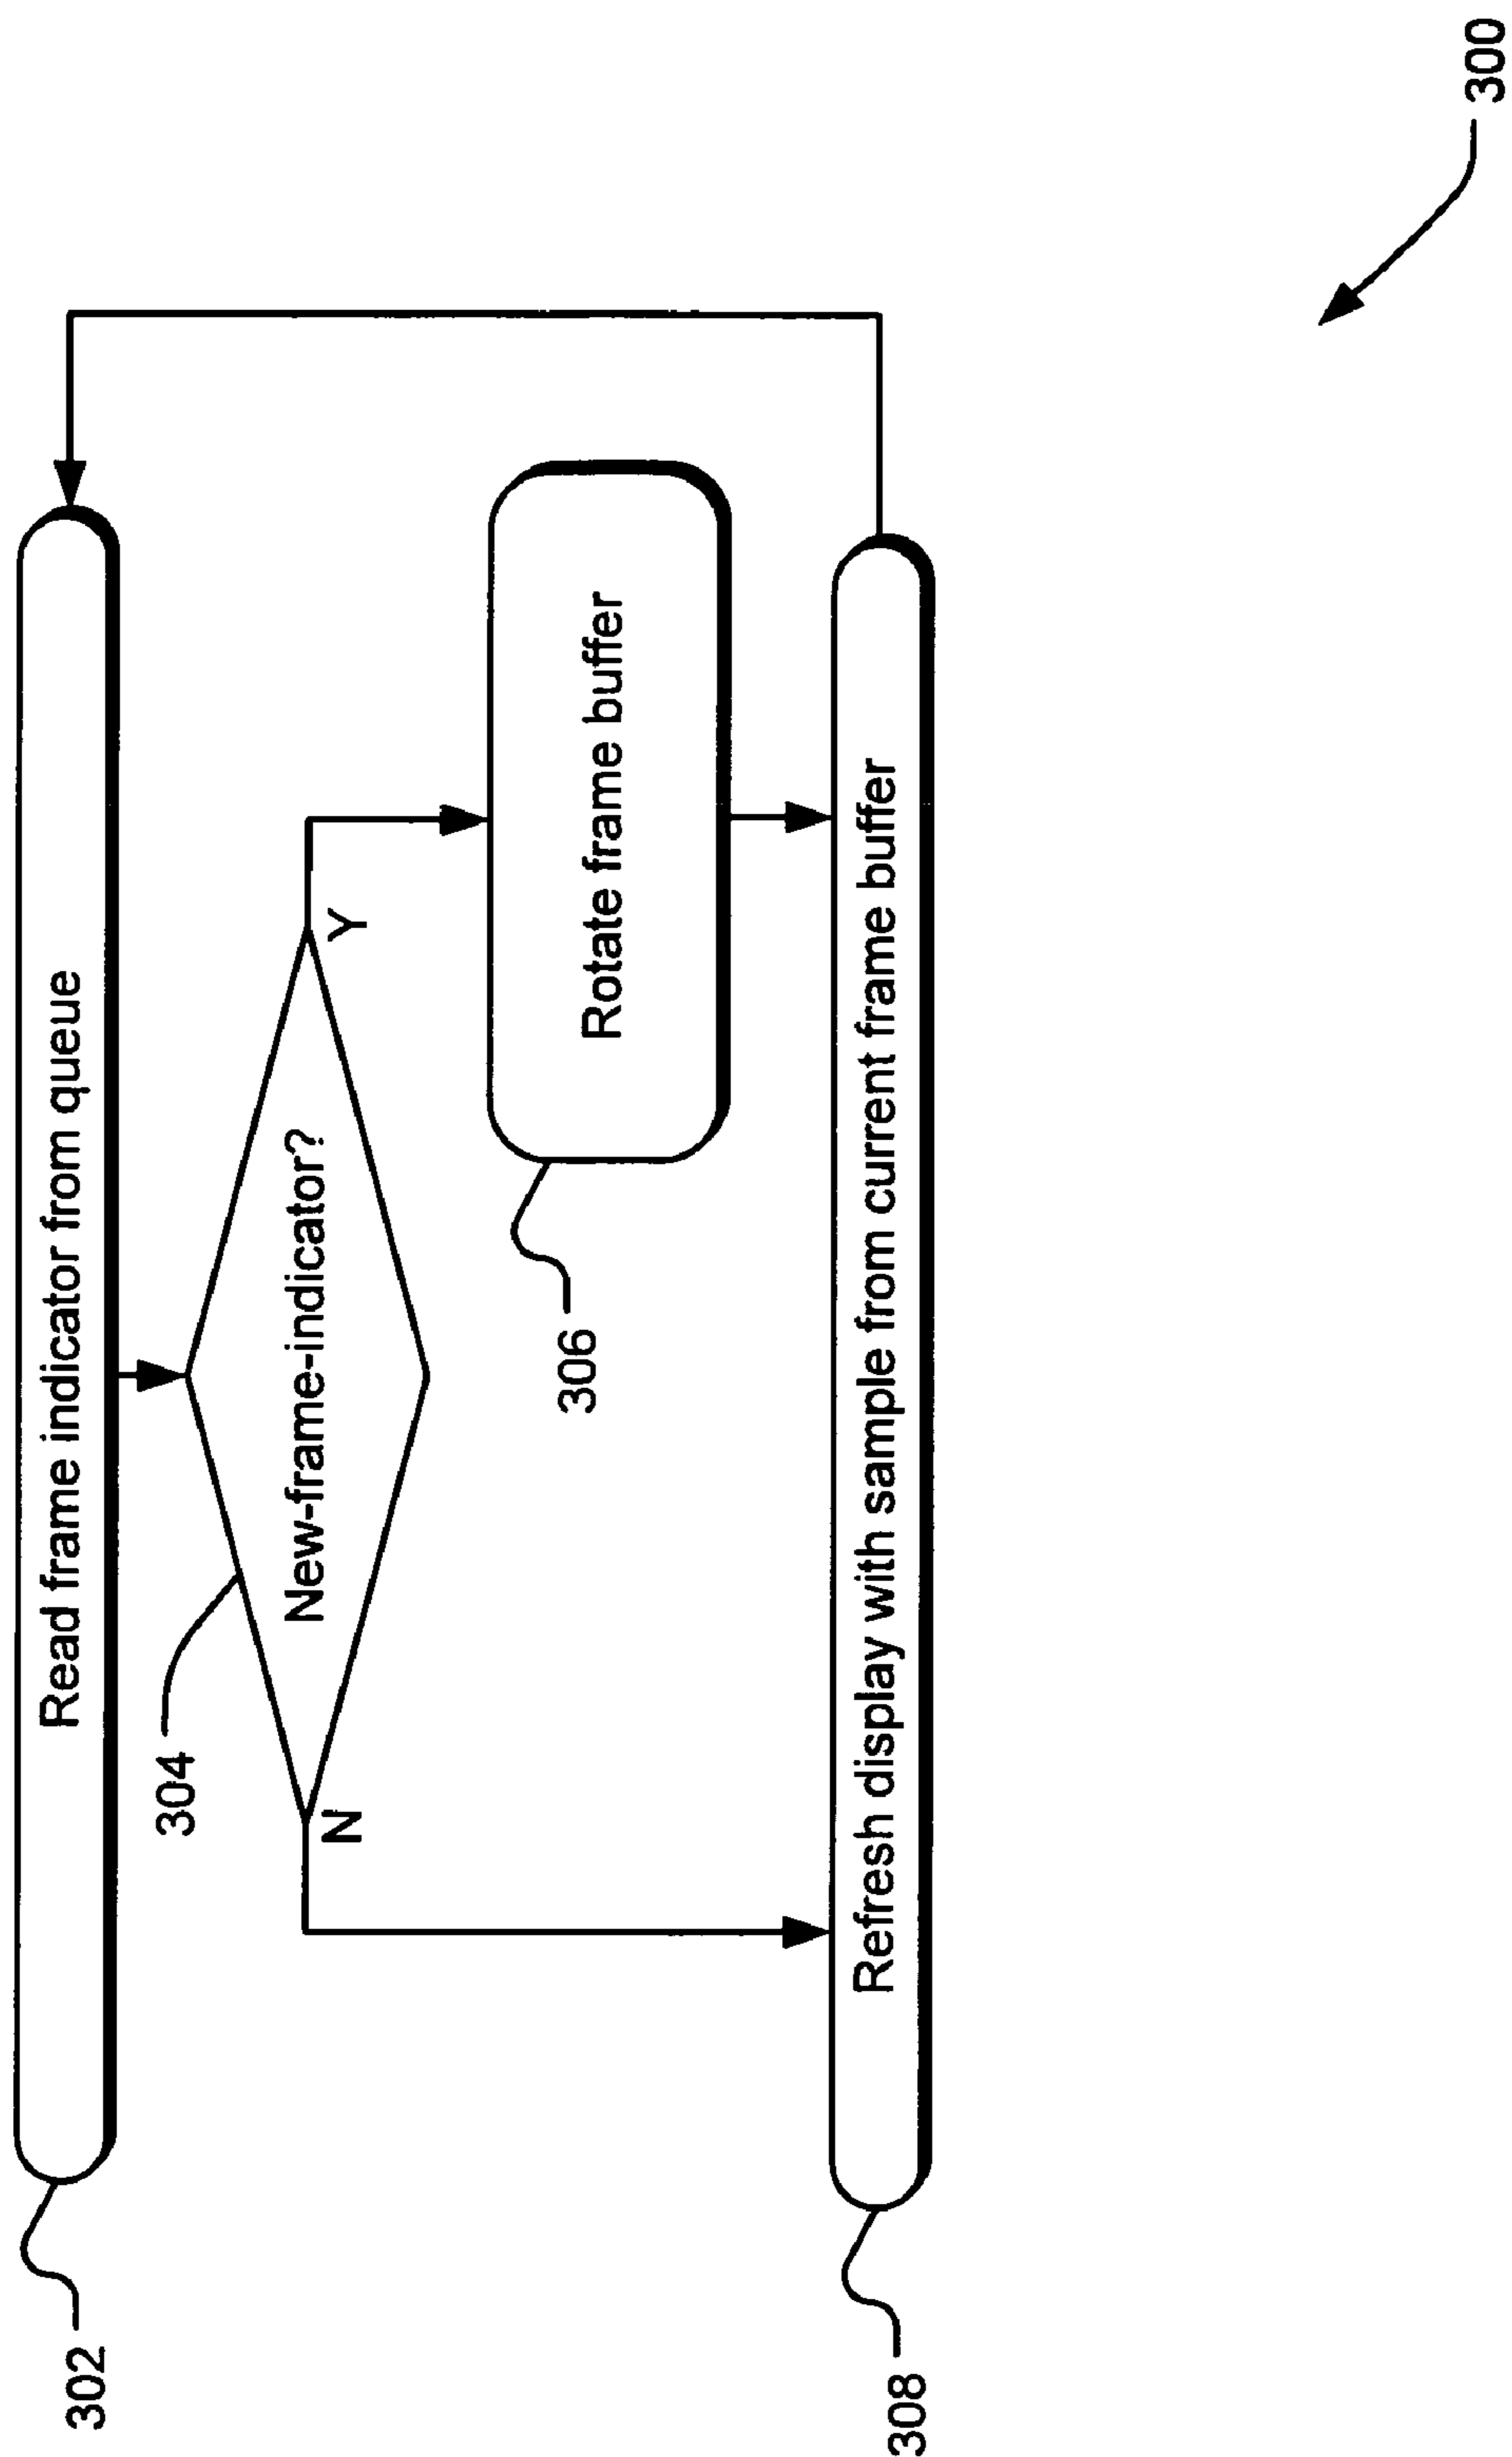 302
Read frame indicator from queue
304
New-frame-indicator?
N
Y
306
Rotate frame buffer
308
Refresh display with sample from current frame buffer
300